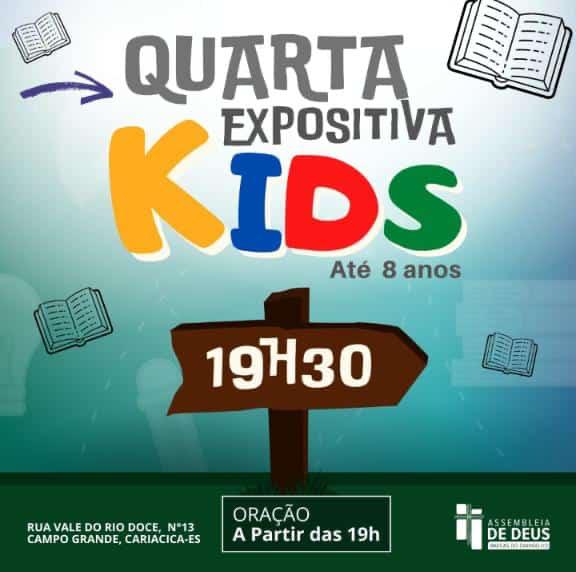 QUARTA
EXPOSITIVA
KIDS
Até 8 anos
19H30
RUA VALE DO RIO DOCE, N°13
CAMPO GRANDE, CARIACICA-ES
ORAÇÃO
A Partir das 19h
ASSEMBLEIA
DE DEUS